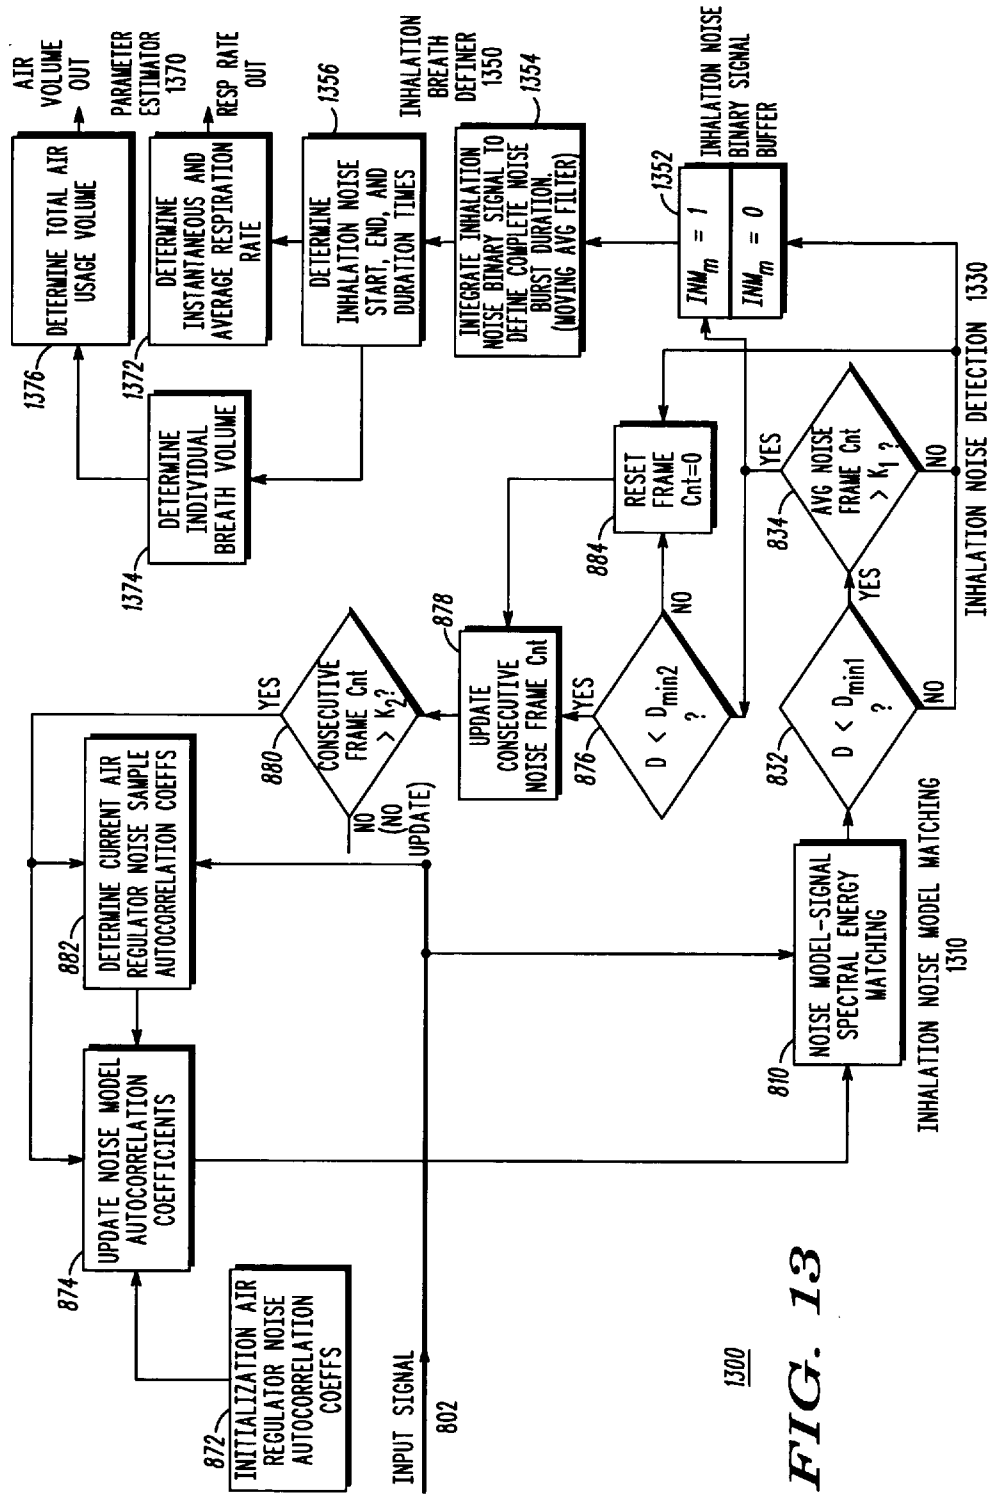 872
INITIALIZATION AIR
REGULATOR NOISE
AUTOCORRELATION
COEFFS
874
UPDATE NOISE MODEL
AUTOCORRELATION
COEFFICIENTS
882
DETERMINE CURRENT AIR
REGULATOR NOISE SAMPLE
AUTOCORRELATION COEFFS
INPUT SIGNAL
802
810
NOISE MODEL-SIGNAL
SPECTRAL ENERGY
MATCHING
INHALATION NOISE MODEL MATCHING
1310
832
D < Dmin1
?
YES
NO
834
AVG NOISE
FRAME Cnt
> K1 ?
YES
NO
INHALATION NOISE DETECTION 1330
876
D < Dmin2
?
YES
NO
884
RESET
FRAME
Cnt=0
878
UPDATE
CONSECUTIVE
NOISE FRAME Cnt
880
CONSECUTIVE
FRAME Cnt
> K2?
YES
NO
(NO
UPDATE)
1352
INMm = 1
INMm = 0
INHALATION NOISE
BINARY SIGNAL
BUFFER
1354
INTEGRATE INHALATION
NOISE BINARY SIGNAL TO
DEFINE COMPLETE NOISE
BURST DURATION.
(MOVING AVG FILTER)
INHALATION
BREATH
DEFINER
1350
1356
DETERMINE
INHALATION NOISE
START, END, AND
DURATION TIMES
1372
DETERMINE
INSTANTANEOUS AND
AVERAGE RESPIRATION
RATE
RESP RATE
OUT
1374
DETERMINE
INDIVIDUAL
BREATH VOLUME
1376
DETERMINE TOTAL AIR
USAGE VOLUME
AIR
VOLUME
OUT
PARAMETER
ESTIMATOR
1370
1300
FIG. 13